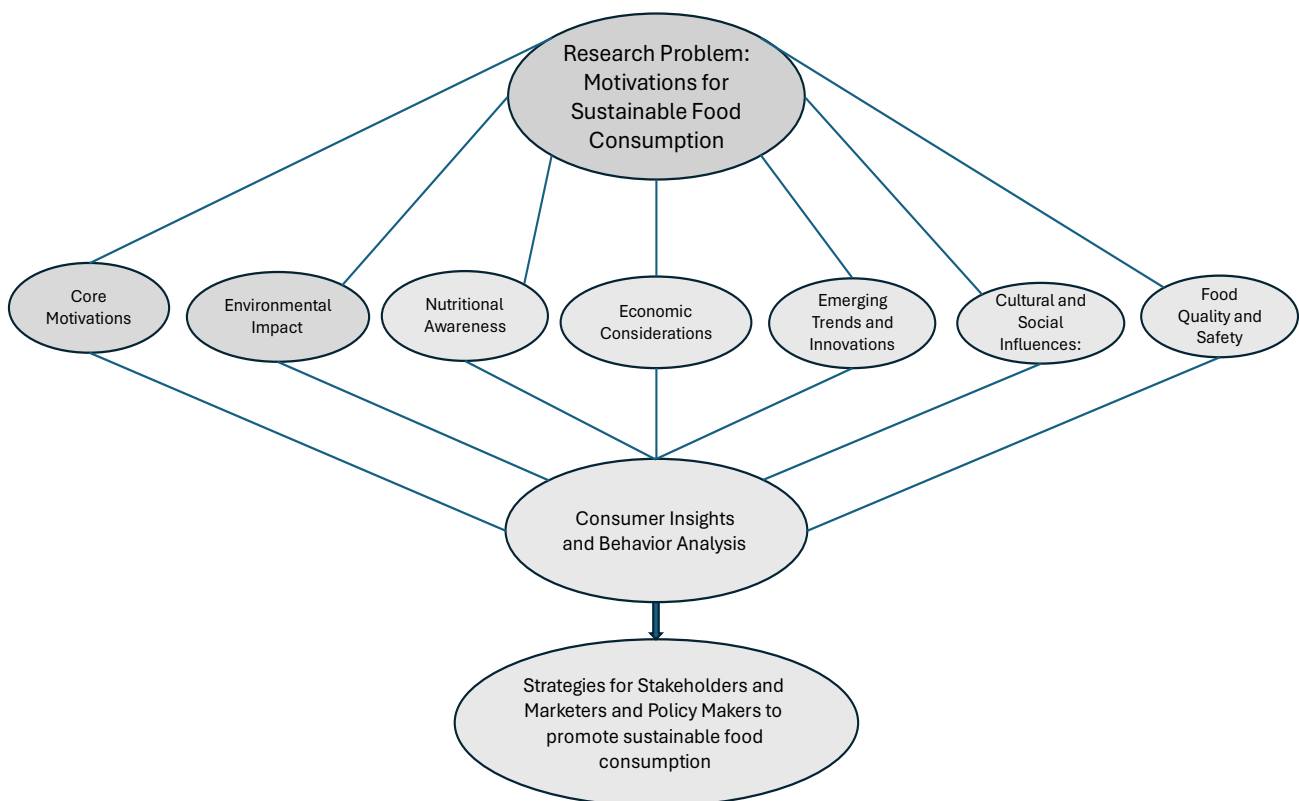 Research Problem:
Motivations for
Sustainable Food
Consumption
Core
Motivations
Environmental
Impact
Nutritional
Awareness
Economic
Considerations
Emerging
Trends and
Innovations
Cultural and
Social
Influences:
Food
Quality and
Safety
Consumer Insights
and Behavior Analysis
Strategies for Stakeholders and
Marketers and Policy Makers to
promote sustainable food
consumption